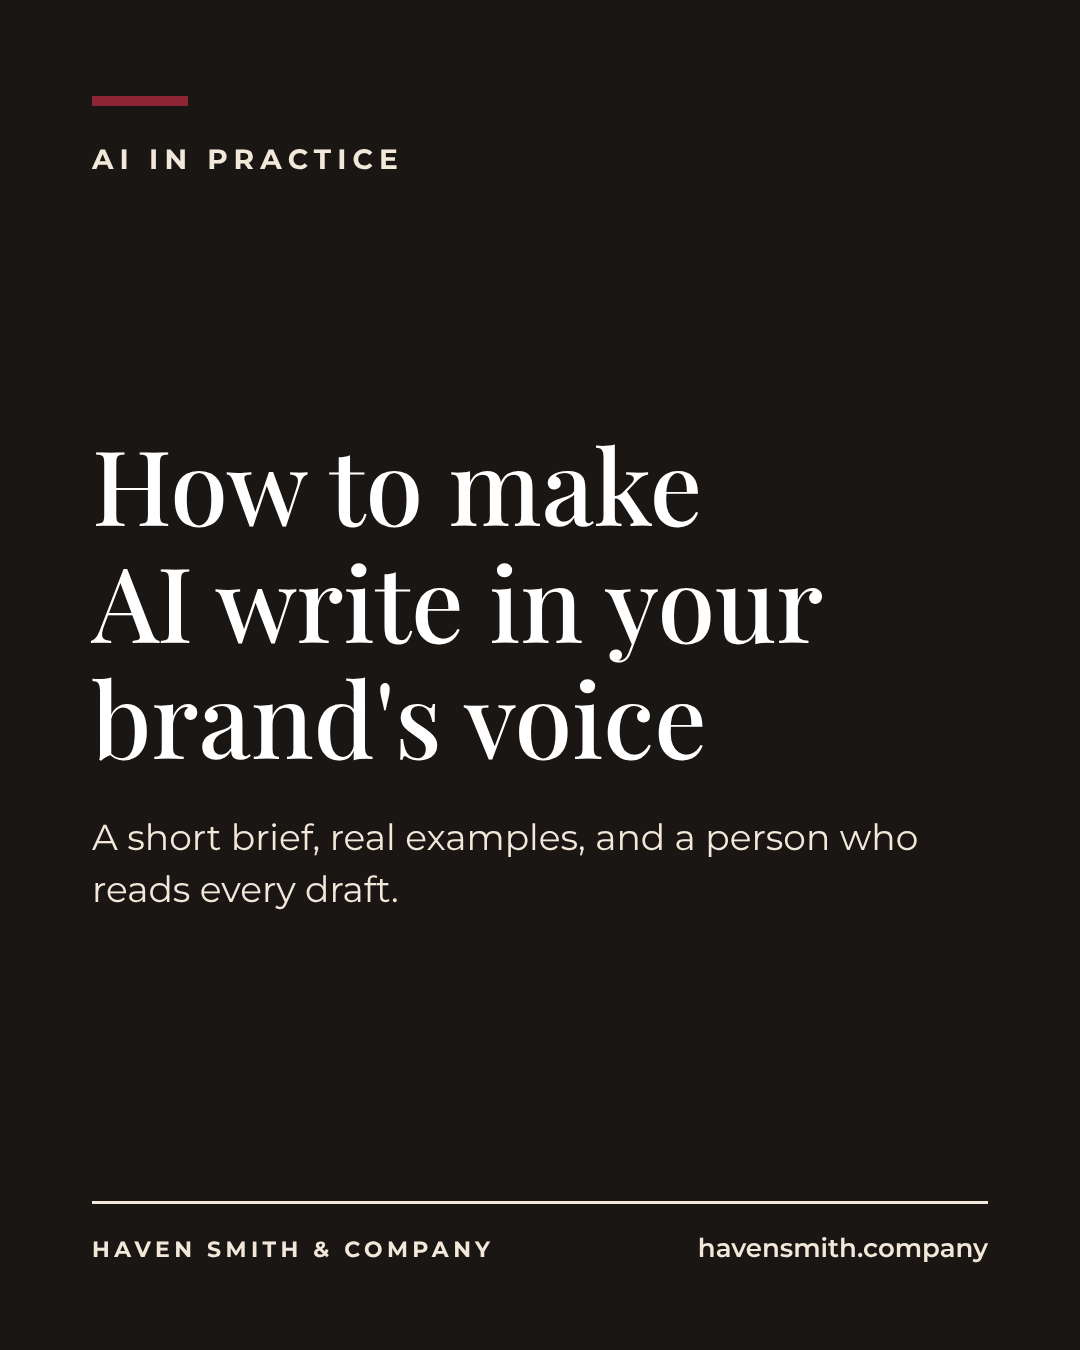 AI IN PRACTICE
How to make
AI write in your
brand's voice
A short brief, real examples, and a person who
reads every draft.
HAVEN SMITH & COMPANY
havensmith.company